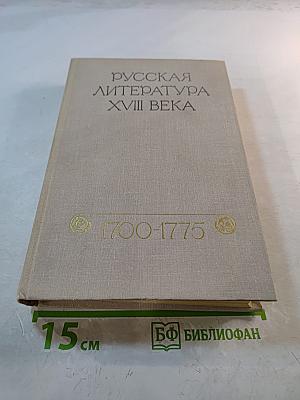 РУССКАЯ
ЛИТЕРАТУРА
XVIII ВЕКА
1700-1775
15 см
БФ БИБЛИОФАН